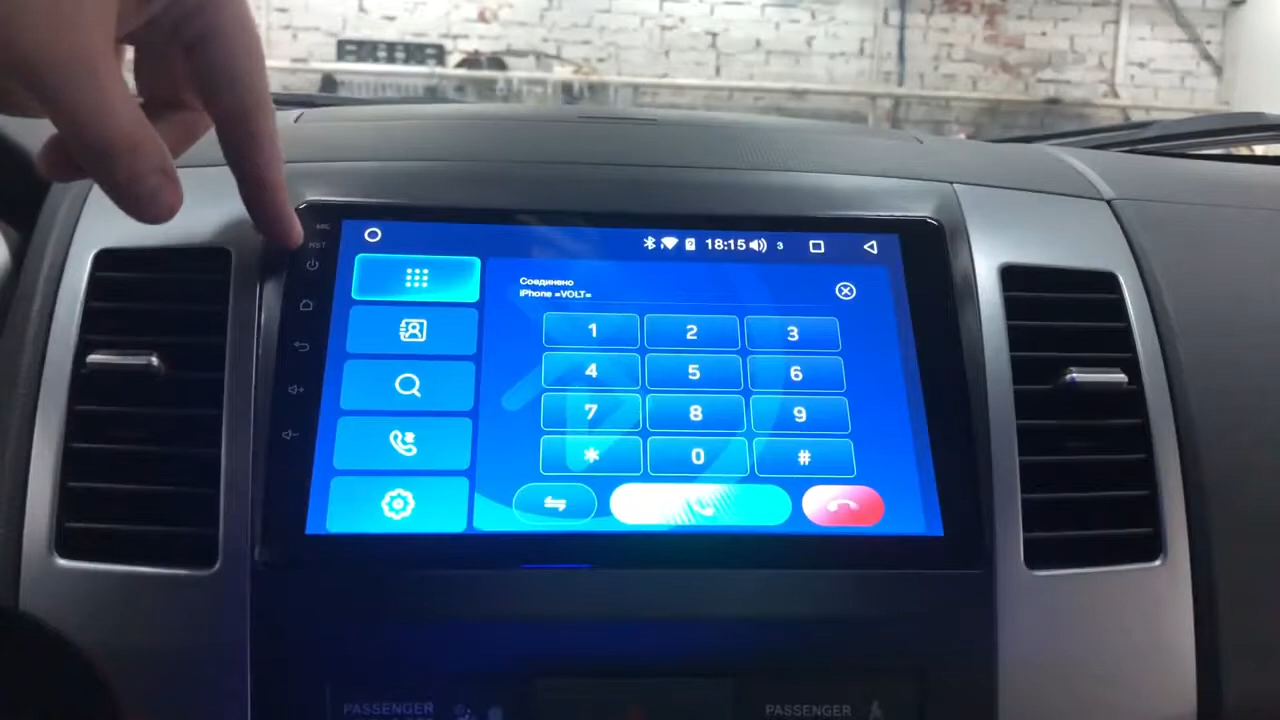 MIC
RST
18:15
3
Соединено
iPhone =VOLT=
1 2 3
4 5 6
7 8 9
* 0 #
PASSENGER
PASSENGER